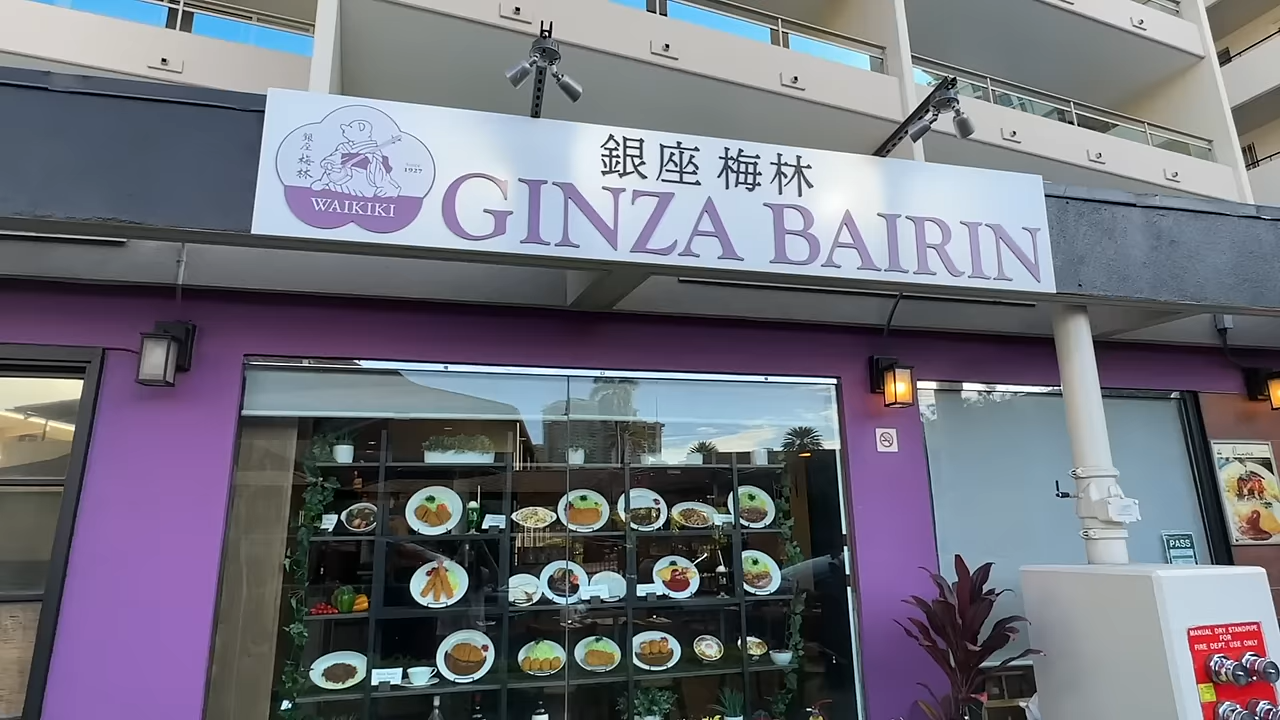 銀座 梅林
Since
1927
WAIKIKI
銀座 梅林
GINZA BAIRIN
PASS
MANUAL DRY STANDPIPE
FOR
FIRE DEPT. USE ONLY